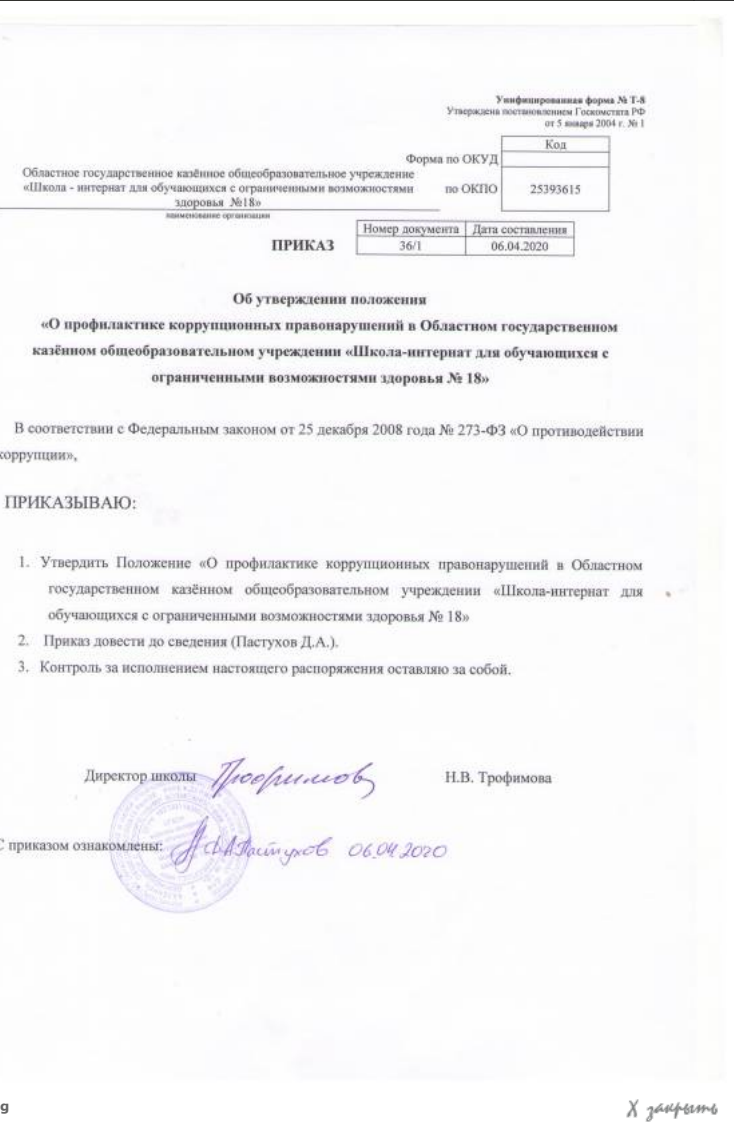 Унифицированная форма № Т-8
Утверждена постановлением Госкомстата РФ
от 5 января 2004 г. № 1
Код
Форма по ОКУД
Областное государственное казённое общеобразовательное учреждение
«Школа - интернат для обучающихся с ограниченными возможностями
здоровья №18»
по ОКПО 25393615
наименование организации
Номер документа Дата составления
ПРИКАЗ 36/1 06.04.2020
Об утверждении положения
«О профилактике коррупционных правонарушений в Областном государственном
казённом общеобразовательном учреждении «Школа-интернат для обучающихся с
ограниченными возможностями здоровья № 18»
В соответствии с Федеральным законом от 25 декабря 2008 года № 273-ФЗ «О противодействии
коррупции»,
ПРИКАЗЫВАЮ:
1. Утвердить Положение «О профилактике коррупционных правонарушений в Областном
государственном казённом общеобразовательном учреждении «Школа-интернат для
обучающихся с ограниченными возможностями здоровья № 18»
2. Приказ довести до сведения (Пастухов Д.А.).
3. Контроль за исполнением настоящего распоряжения оставляю за собой.
Директор школы Трофимов Н.В. Трофимова
С приказом ознакомлены: Д.А.Пастухов 06.04.2020
g
X закрыть